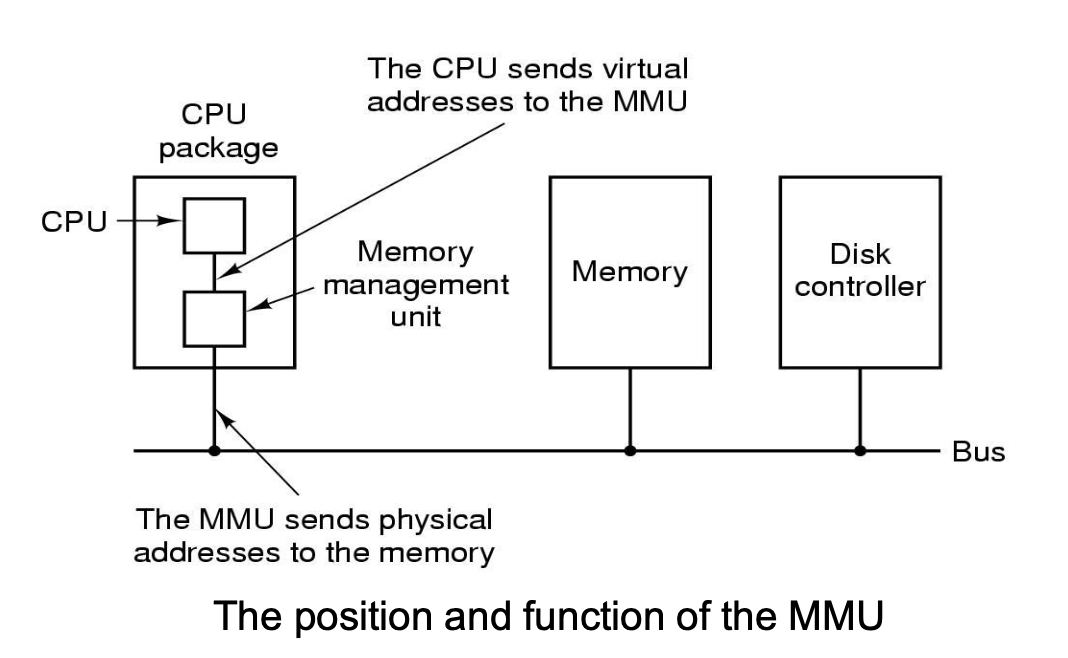 The CPU sends virtual
addresses to the MMU
CPU
package
CPU
Memory
management
unit
Memory
Disk
controller
Bus
The MMU sends physical
addresses to the memory
The position and function of the MMU